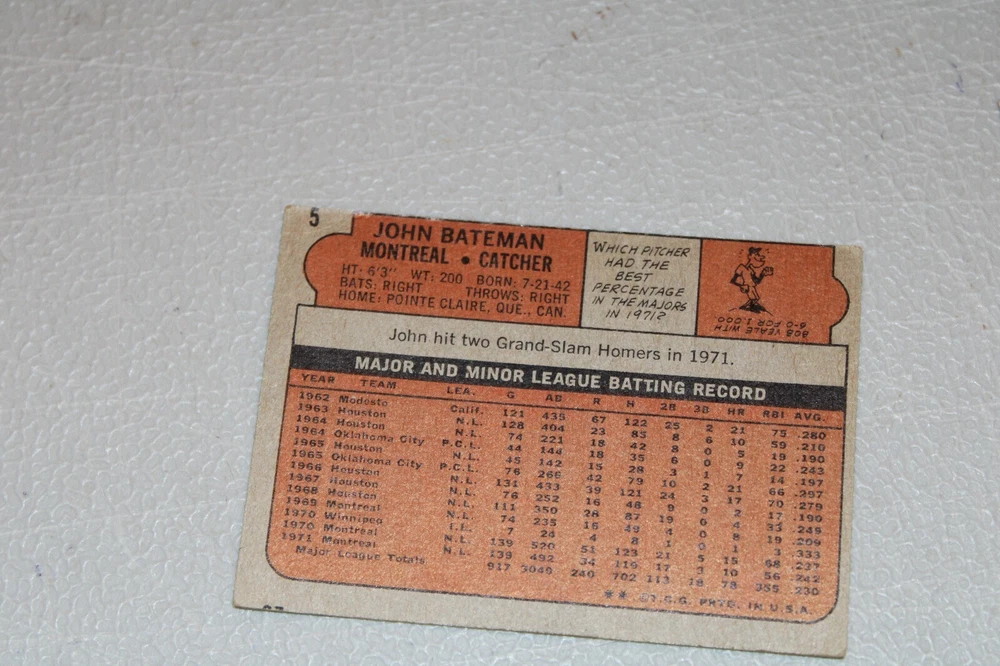 5
JOHN BATEMAN
MONTREAL • CATCHER
HT: 6'3" WT: 200 BORN: 7-21-42
BATS: RIGHT THROWS: RIGHT
HOME: POINTE CLAIRE, QUE., CAN.
WHICH PITCHER
HAD THE
BEST
PERCENTAGE
IN THE MAJORS
IN 1971?
BOB VEALE WITH
6-0 FOR 1.000.
John hit two Grand-Slam Homers in 1971.
MAJOR AND MINOR LEAGUE BATTING RECORD
YEAR TEAM LEA. G AB R H 2B 3B HR RBI AVG.
1962 Modesto Calif. 121 435 67 122 25 2 21 75 .280
1963 Houston N.L. 128 404 23 85 8 6 10 59 .210
1964 Houston N.L. 74 221 18 42 8 0 5 19 .190
1964 Oklahoma City P.C.L. 44 144 18 35 6 0 9 22 .243
1965 Houston N.L. 45 142 15 28 3 1 7 14 .197
1965 Oklahoma City P.C.L. 76 266 42 79 10 2 21 66 .297
1966 Houston N.L. 131 433 39 121 24 3 17 70 .279
1967 Houston N.L. 76 252 16 48 9 0 2 17 .190
1968 Houston N.L. 111 350 28 87 19 0 4 33 .249
1969 Montreal N.L. 74 235 16 49 4 0 8 19 .209
1970 Winnipeg I.L. 7 24 4 8 1 0 1 3 .333
1970 Montreal N.L. 139 520 51 123 21 5 15 68 .237
1971 Montreal N.L. 139 492 34 119 17 3 10 56 .242
Major League Totals 917 3049 240 702 113 18 78 355 .230
** ©T.C.G. PRTD. IN U.S.A.